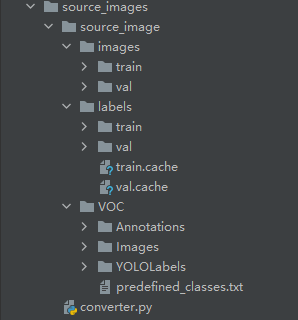 source_images
source_image
images
train
val
labels
train
val
train.cache
val.cache
VOC
Annotations
Images
YOLOLabels
predefined_classes.txt
converter.py